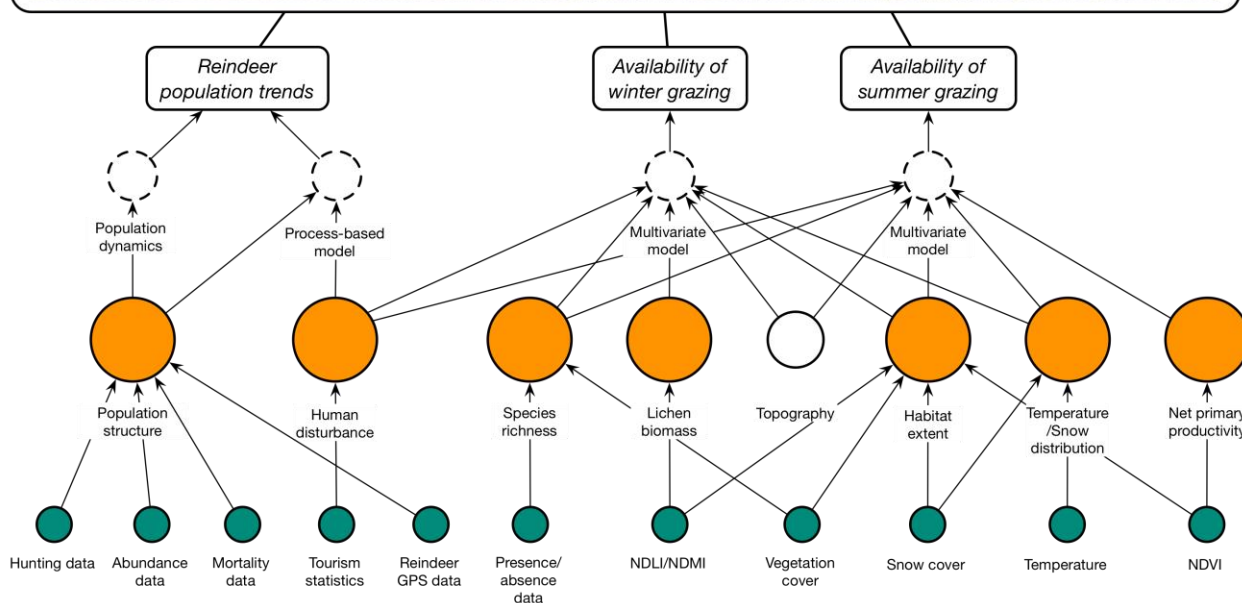 Reindeer
population trends
Availability of
winter grazing
Availability of
summer grazing
Population
dynamics
Process-based
model
Multivariate
model
Multivariate
model
Population
structure
Human
disturbance
Species
richness
Lichen
biomass
Topography
Habitat
extent
Temperature
/Snow
distribution
Net primary
productivity
Hunting data
Abundance
data
Mortality
data
Tourism
statistics
Reindeer
GPS data
Presence/
absence data
NDLI/NDMI
Vegetation
cover
Snow cover
Temperature
NDVI